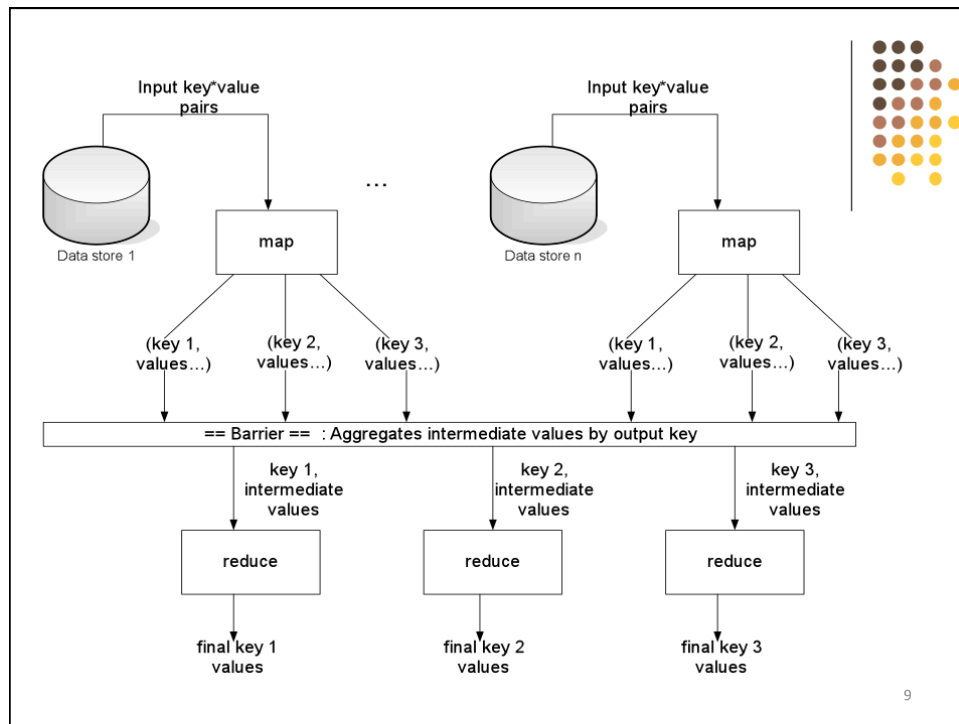 Input key*value
pairs
Input key*value
pairs
...
Data store 1
map
Data store n
map
(key 1,
values...)
(key 2,
values...)
(key 3,
values...)
(key 1,
values...)
(key 2,
values...)
(key 3,
values...)
== Barrier == : Aggregates intermediate values by output key
key 1,
intermediate
values
key 2,
intermediate
values
key 3,
intermediate
values
reduce
reduce
reduce
final key 1
values
final key 2
values
final key 3
values
9